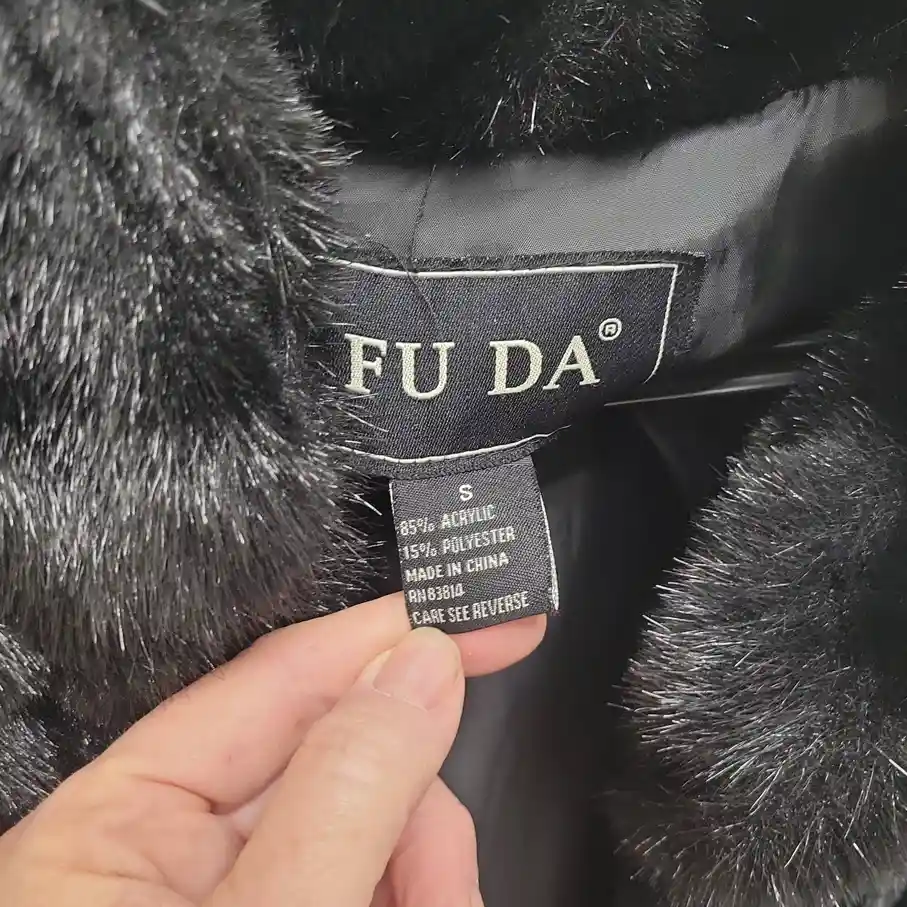 FU DA®
S
85% ACRYLIC
15% POLYESTER
MADE IN CHINA
RN83814
CARE SEE REVERSE